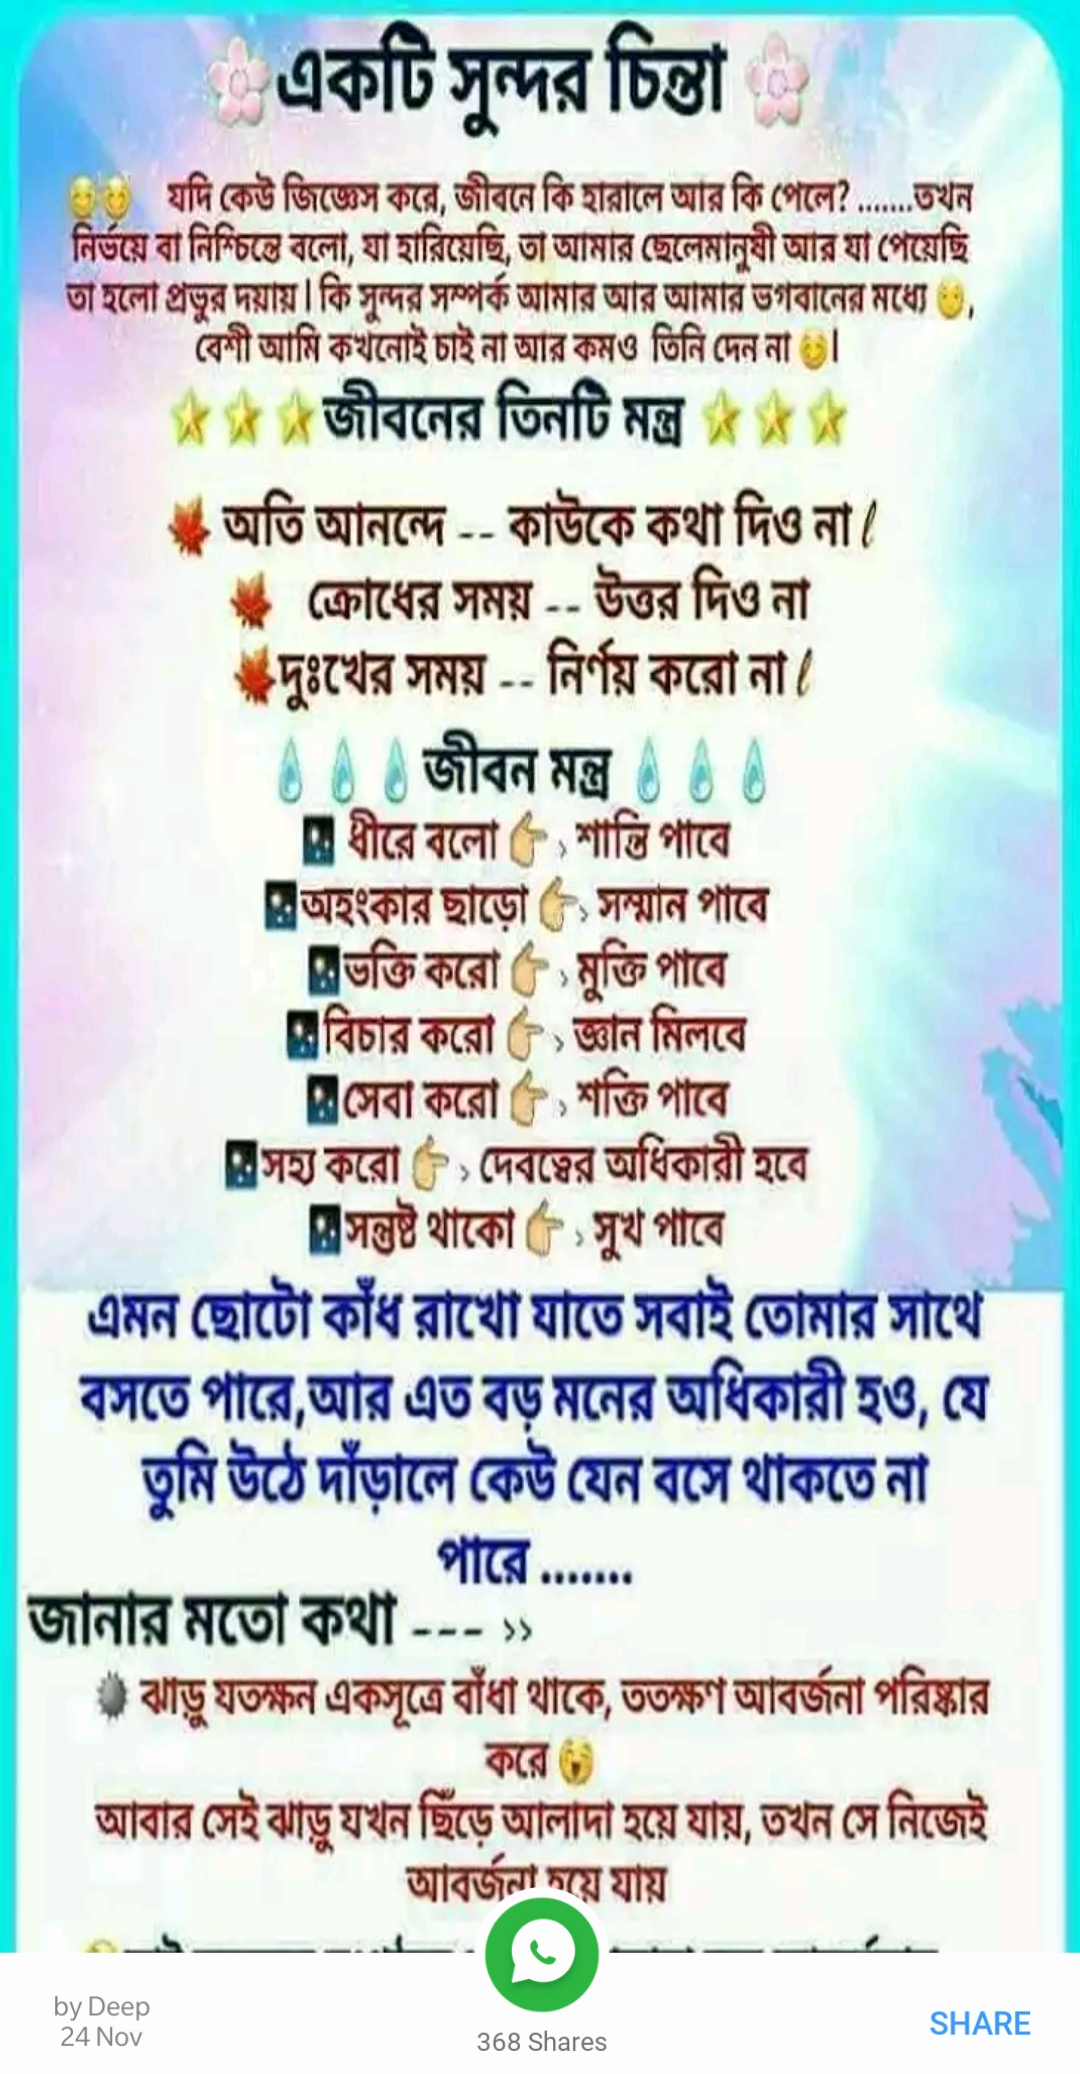 একটি সুন্দর চিন্তা
যদি কেউ জিজ্ঞেস করে, জীবনে কি হারালে আর কি পেলে? .......তখন
নির্ভয়ে বা নিশ্চিন্তে বলো, যা হারিয়েছি, তা আমার ছেলেমানুষী আর যা পেয়েছি
তা হলো প্রভুর দয়ায় | কি সুন্দর সম্পর্ক আমার আর আমার ভগবানের মধ্যে 😊,
বেশী আমি কখনোই চাই না আর কমও তিনি দেন না 😊|
⭐⭐⭐জীবনের তিনটি মন্ত্র⭐⭐⭐
🍁 অতি আনন্দে -- কাউকে কথা দিও না ℓ
🍁 ক্রোধের সময় -- উত্তর দিও না
🍁দুঃখের সময় -- নির্ণয় করো না ℓ
💧💧💧জীবন মন্ত্র💧💧💧
ধীরে বলো 👉 › শান্তি পাবে
অহংকার ছাড়ো 👉 › সম্মান পাবে
ভক্তি করো 👉 › মুক্তি পাবে
বিচার করো 👉 › জ্ঞান মিলবে
সেবা করো 👉 › শক্তি পাবে
সহ্য করো 👉 › দেবত্বের অধিকারী হবে
সন্তুষ্ট থাকো 👉 › সুখ পাবে
এমন ছোটো কাঁধ রাখো যাতে সবাই তোমার সাথে
বসতে পারে,আর এত বড় মনের অধিকারী হও, যে
তুমি উঠে দাঁড়ালে কেউ যেন বসে থাকতে না
পারে .......
জানার মতো কথা --- ››
ঝাড়ু যতক্ষন একসূত্রে বাঁধা থাকে, ততক্ষণ আবর্জনা পরিষ্কার
করে
আবার সেই ঝাড়ু যখন ছিঁড়ে আলাদা হয়ে যায়, তখন সে নিজেই
আবর্জনা হয়ে যায়
by Deep
24 Nov
368 Shares
SHARE